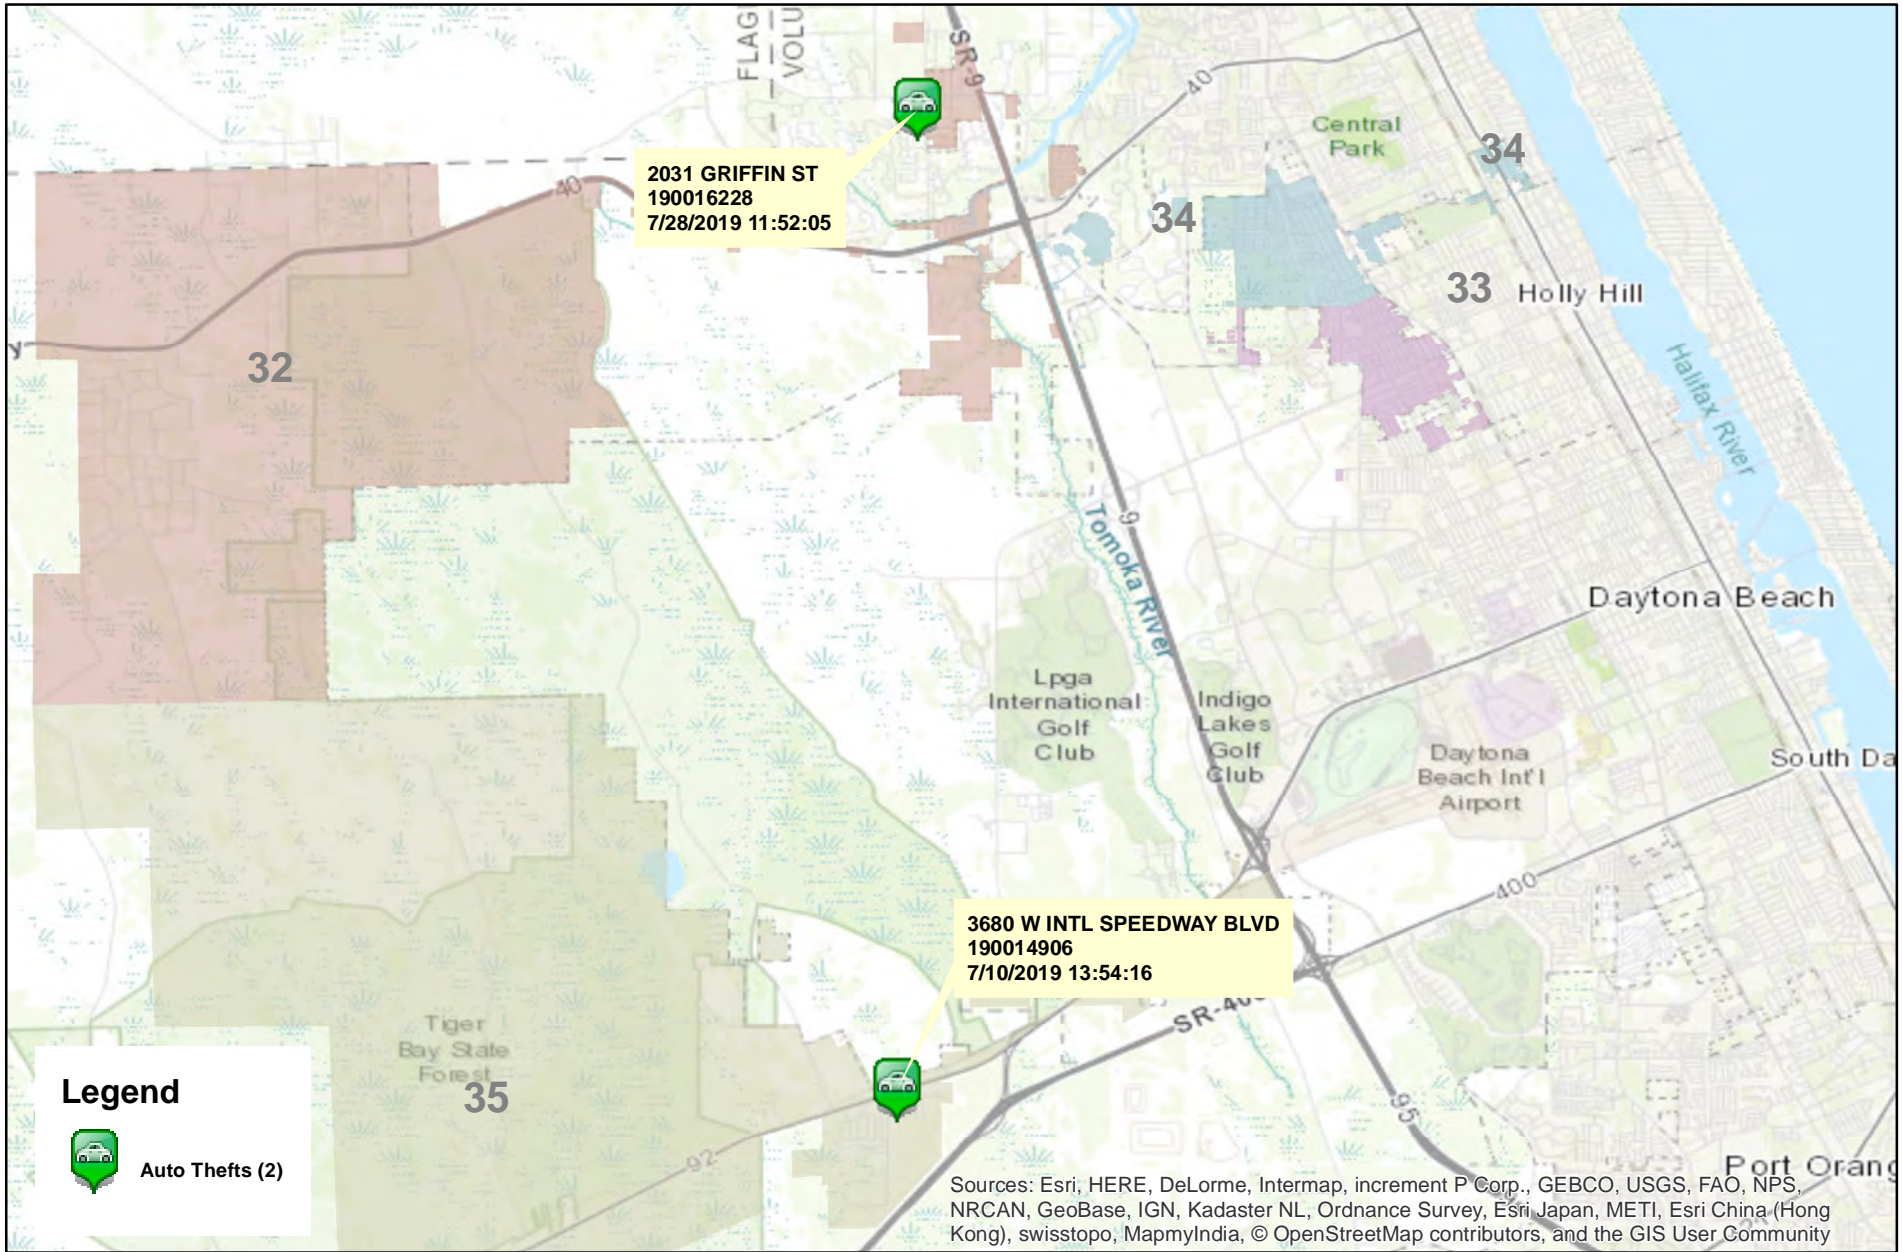 FLAG
VOLU
SR-9
40
Central
Park
34
2031 GRIFFIN ST
190016228
7/28/2019 11:52:05
40
34
33
Holly Hill
y
32
Halifax River
9
Tomoka River
Daytona Beach
Lpga
International
Golf
Club
Indigo
Lakes
Golf
Club
Daytona
Beach Int'l
Airport
South Da
400
3680 W INTL SPEEDWAY BLVD
190014906
7/10/2019 13:54:16
SR-400
Tiger
Bay State
Forest
35
95
92
Legend
Auto Thefts (2)
Port Orang
Sources: Esri, HERE, DeLorme, Intermap, increment P Corp., GEBCO, USGS, FAO, NPS,
NRCAN, GeoBase, IGN, Kadaster NL, Ordnance Survey, Esri Japan, METI, Esri China (Hong
Kong), swisstopo, MapmyIndia, © OpenStreetMap contributors, and the GIS User Community